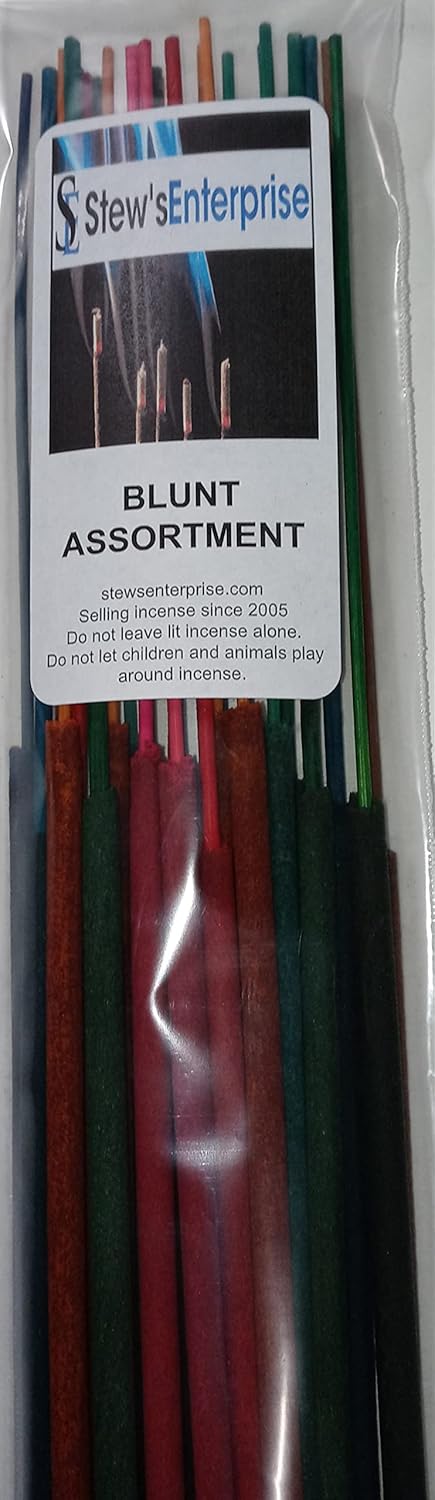 SE Stew'sEnterprise
BLUNT
ASSORTMENT
stewsenterprise.com
Selling incense since 2005
Do not leave lit incense alone.
Do not let children and animals play
around incense.